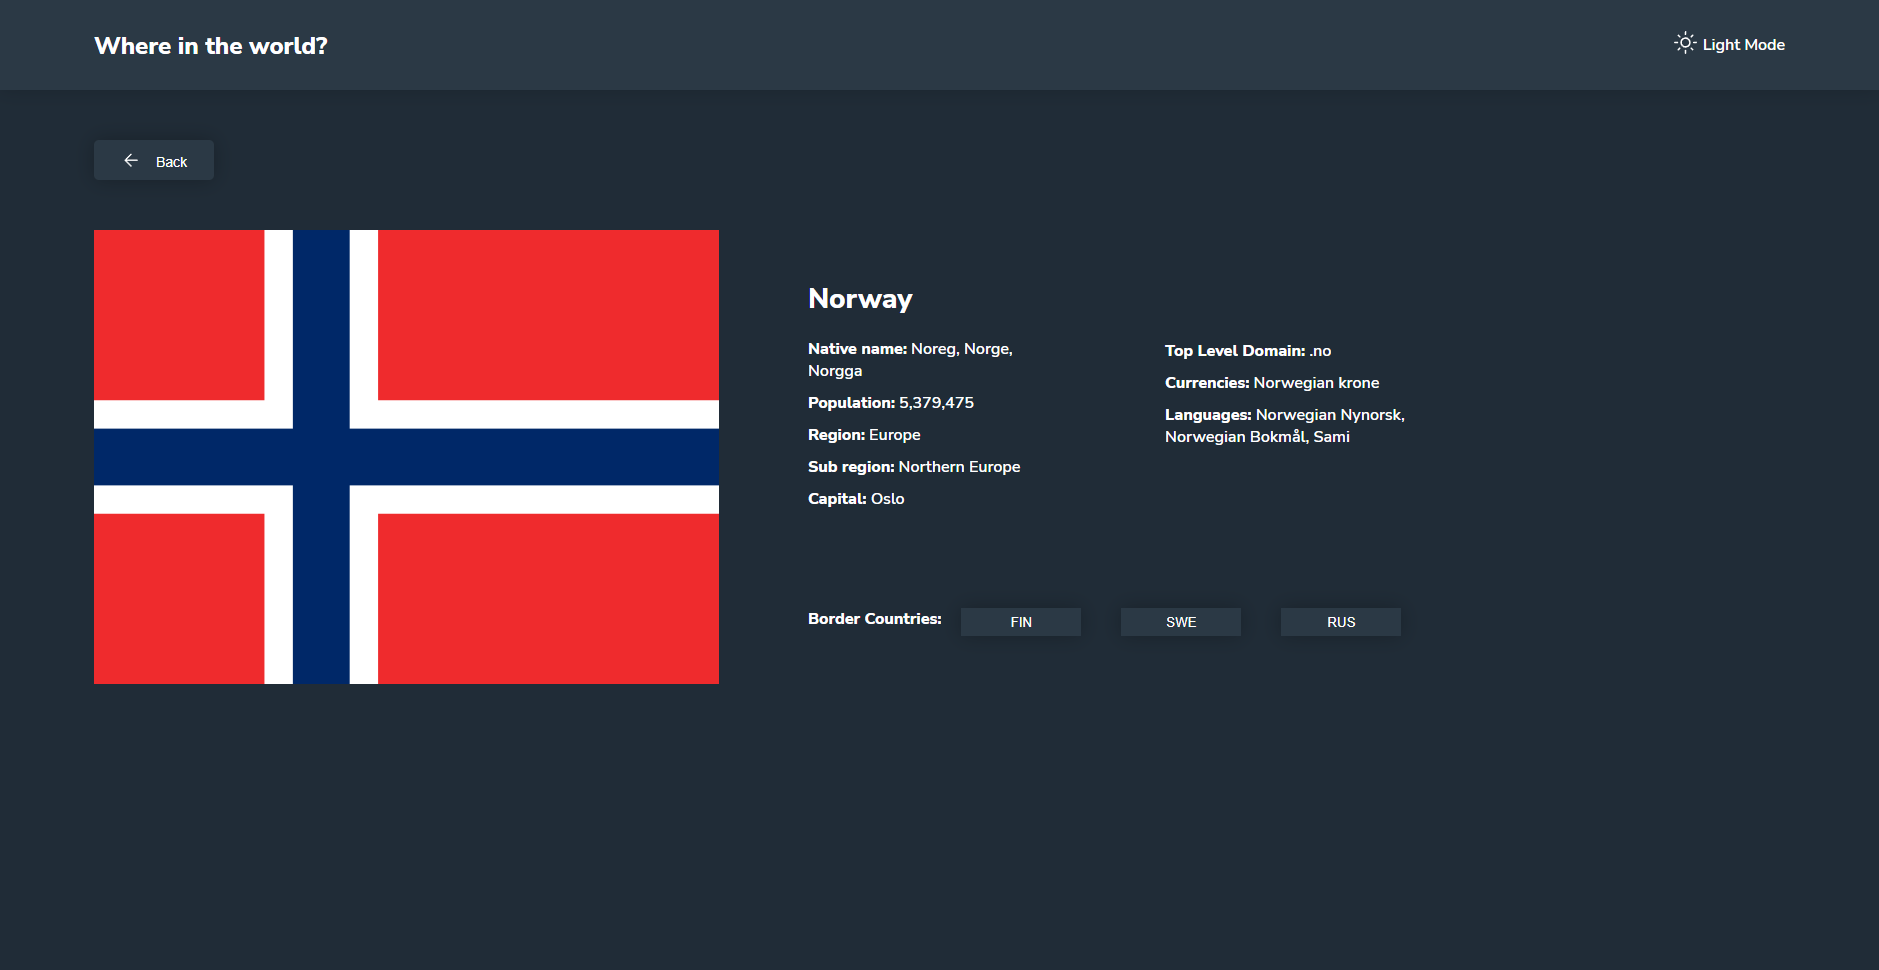 Where in the world?
Light Mode
Back
Norway
Native name: Noreg, Norge,
Norgga
Population: 5,379,475
Region: Europe
Sub region: Northern Europe
Capital: Oslo
Top Level Domain: .no
Currencies: Norwegian krone
Languages: Norwegian Nynorsk,
Norwegian Bokmål, Sami
Border Countries: FIN SWE RUS